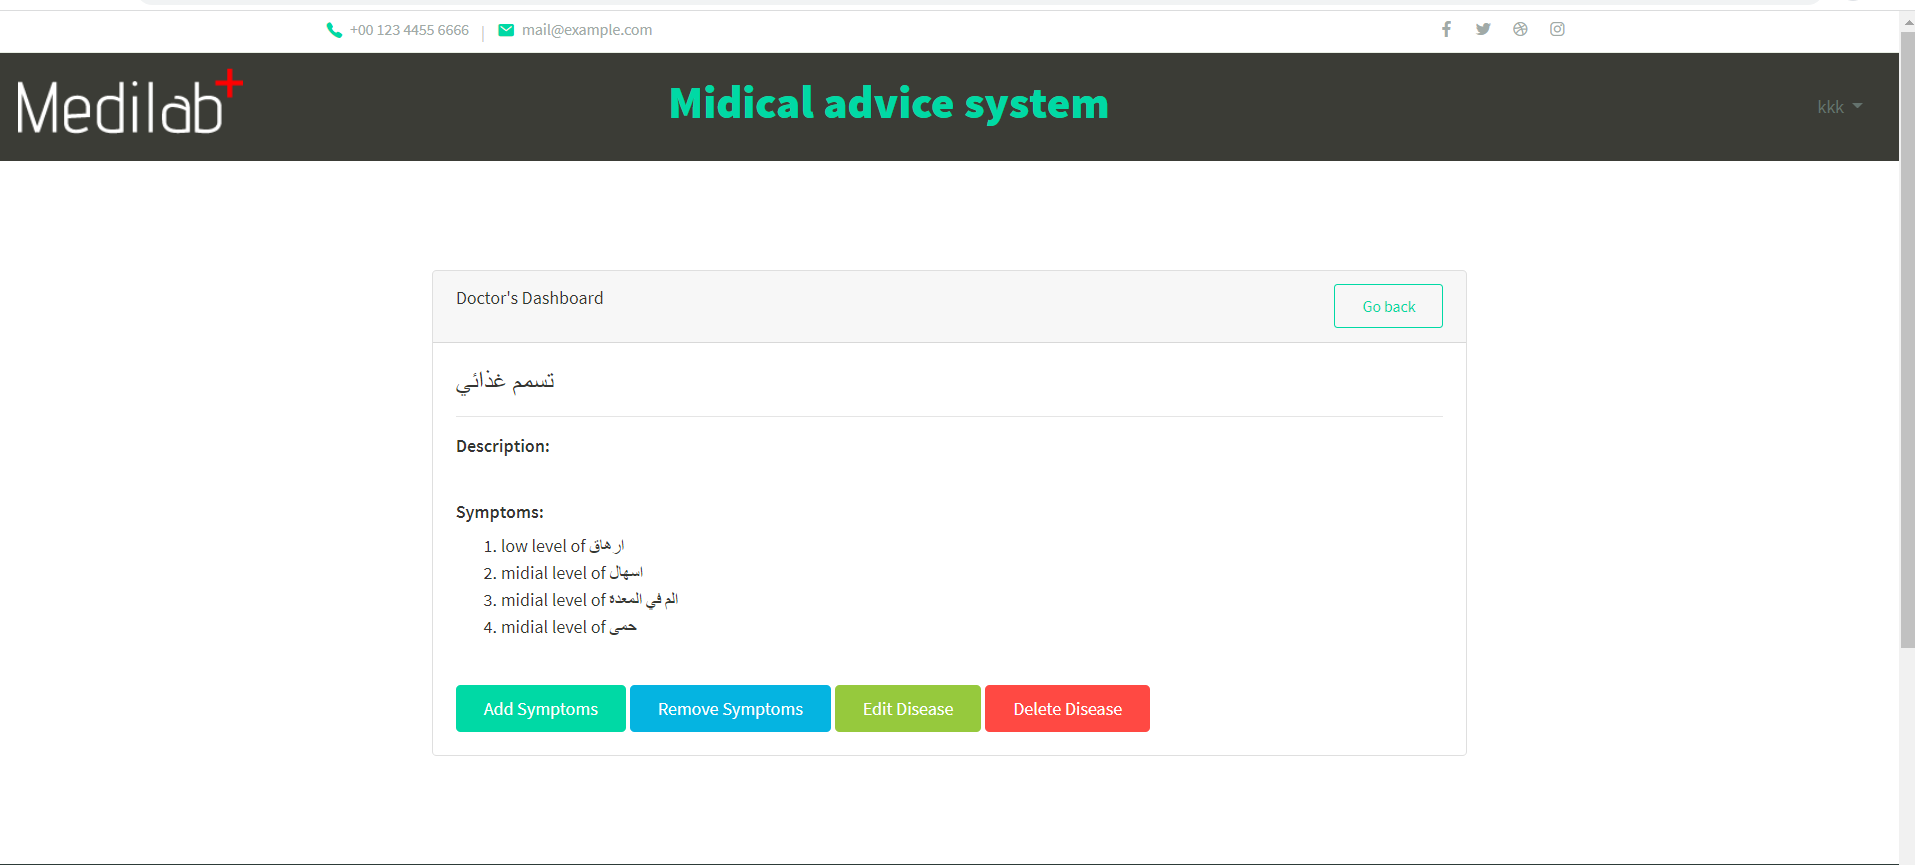 +00 123 4455 6666 | mail@example.com
Medilab+
Midical advice system
kkk
Doctor's Dashboard
Go back
تسمم غذائي
Description:
Symptoms:
1. low level of ارهاق
2. midial level of اسهال
3. midial level of الم في المعدة
4. midial level of حمى
Add Symptoms Remove Symptoms Edit Disease Delete Disease